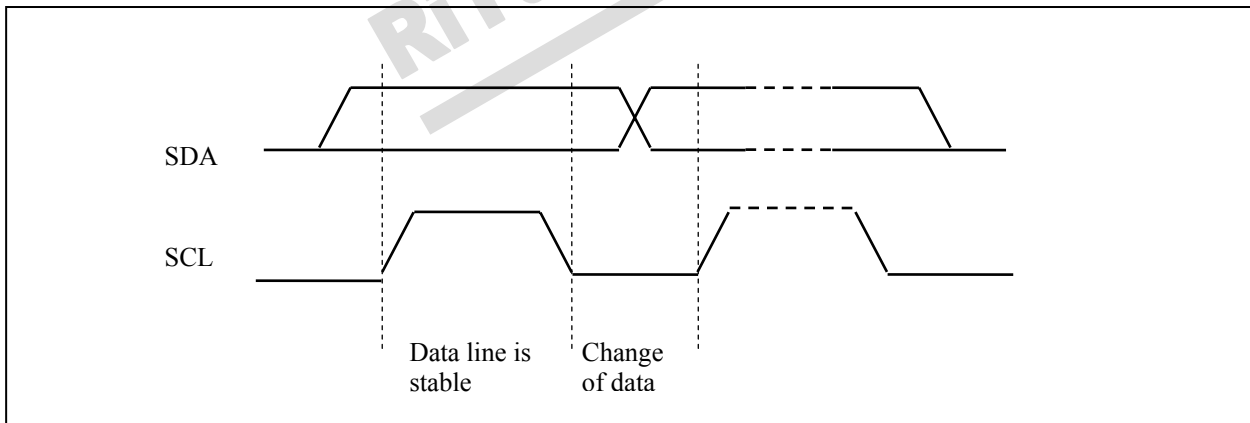 SDA
SCL
Data line is
stable
Change
of data